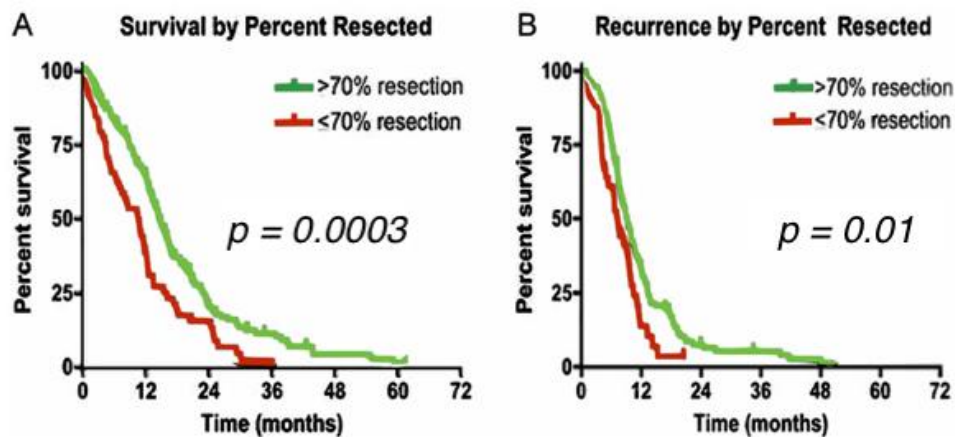 A Survival by Percent Resected
100
75
50
25
0
Percent survival
>70% resection
≤70% resection
p = 0.0003
0 12 24 36 48 60 72
Time (months)
B Recurrence by Percent Resected
100
75
50
25
0
Percent survival
>70% resection
≤70% resection
p = 0.01
0 12 24 36 48 60 72
Time (months)